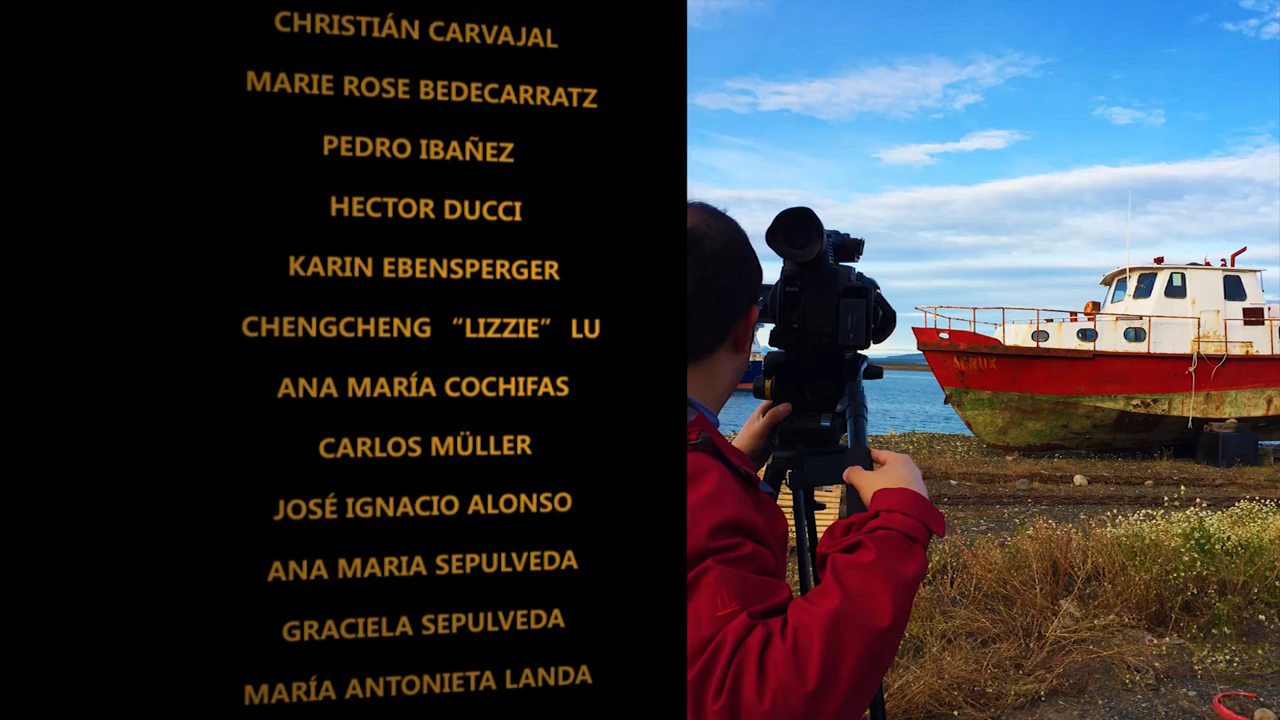 CHRISTIÁN CARVAJAL
MARIE ROSE BEDECARRATZ
PEDRO IBAÑEZ
HECTOR DUCCI
KARIN EBENSPERGER
CHENGCHENG “LIZZIE” LU
ANA MARÍA COCHIFAS
CARLOS MÜLLER
JOSÉ IGNACIO ALONSO
ANA MARIA SEPULVEDA
GRACIELA SEPULVEDA
MARÍA ANTONIETA LANDA